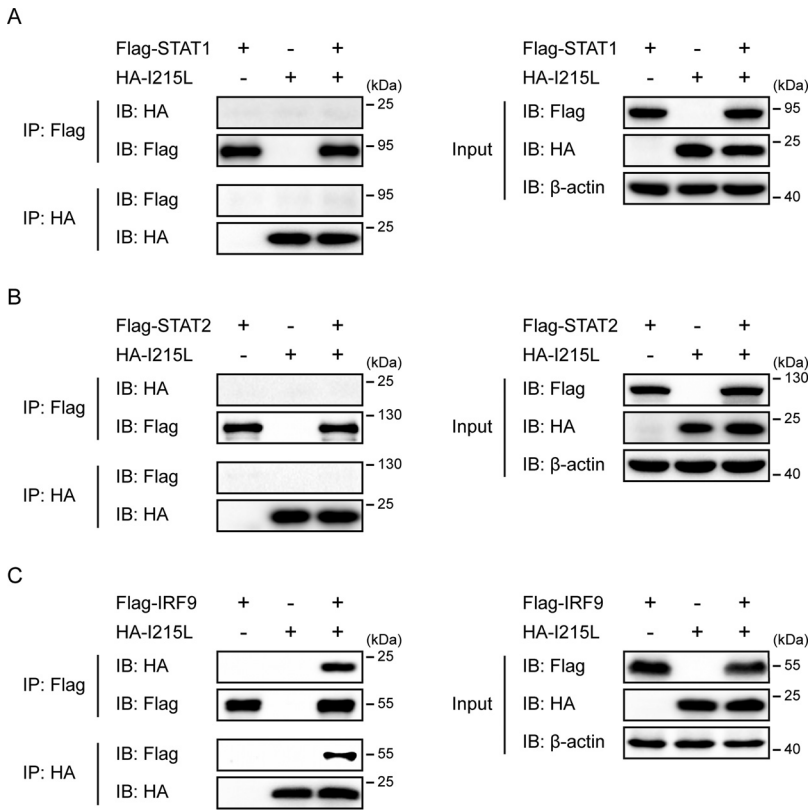 A
Flag-STAT1 + - +
HA-I215L - + +
(kDa)
IP: Flag
IB: HA
25
IB: Flag
95
IP: HA
IB: Flag
95
IB: HA
25
Flag-STAT1 + - +
HA-I215L - + +
(kDa)
Input
IB: Flag
95
IB: HA
25
IB: β-actin
40
B
Flag-STAT2 + - +
HA-I215L - + +
(kDa)
IP: Flag
IB: HA
25
IB: Flag
130
IP: HA
IB: Flag
130
IB: HA
25
Flag-STAT2 + - +
HA-I215L - + +
(kDa)
Input
IB: Flag
130
IB: HA
25
IB: β-actin
40
C
Flag-IRF9 + - +
HA-I215L - + +
(kDa)
IP: Flag
IB: HA
25
IB: Flag
55
IP: HA
IB: Flag
55
IB: HA
25
Flag-IRF9 + - +
HA-I215L - + +
(kDa)
Input
IB: Flag
55
IB: HA
25
IB: β-actin
40